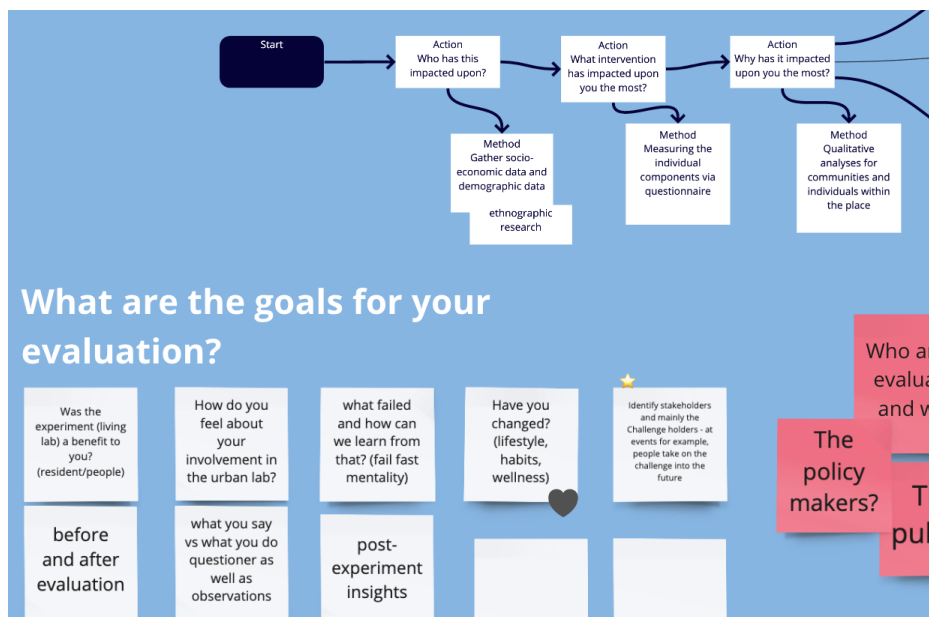 Start
Action
Who has this
impacted upon?
Action
What intervention
has impacted upon
you the most?
Action
Why has it impacted
upon you the most?
Method
Gather socio-
economic data and
demographic data
ethnographic
research
Method
Measuring the
individual
components via
questionnaire
Method
Qualitative
analyses for
communities and
individuals within
the place
What are the goals for your
evaluation?
Was the
experiment (living
lab) a benefit to
you?
(resident/people)
How do you
feel about
your
involvement in
the urban lab?
what failed
and how can
we learn from
that? (fail fast
mentality)
Have you
changed?
(lifestyle,
habits,
wellness)
Identify stakeholders
and mainly the
Challenge holders - at
events for example,
people take on the
challenge into the
future
before
and after
evaluation
what you say
vs what you do
questioner as
well as
observations
post-
experiment
insights
Who
and
The
policy
makers?